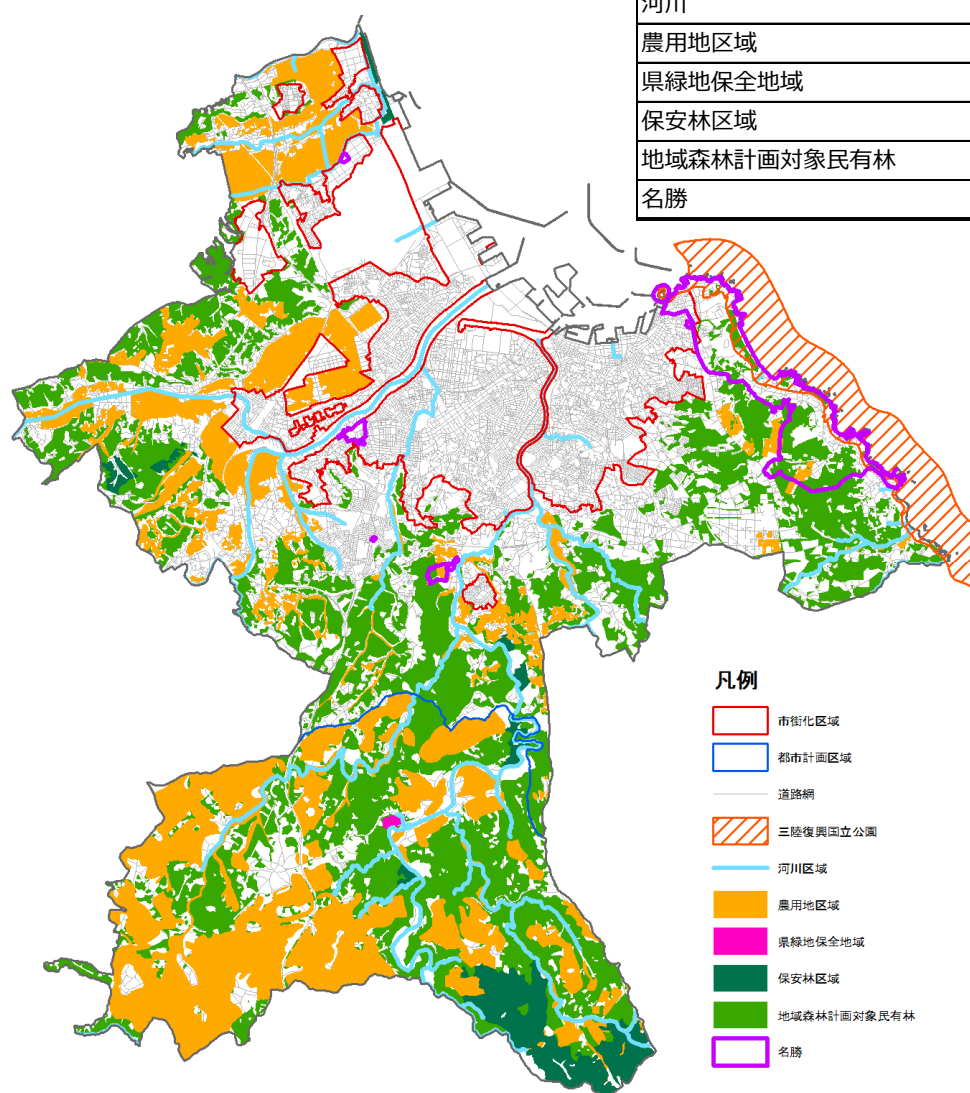 河川
農用地区域
県緑地保全地域
保安林区域
地域森林計画対象民有林
名勝
凡例
市街化区域
都市計画区域
道路網
三陸復興国立公園
河川区域
農用地区域
県緑地保全地域
保安林区域
地域森林計画対象民有林
名勝